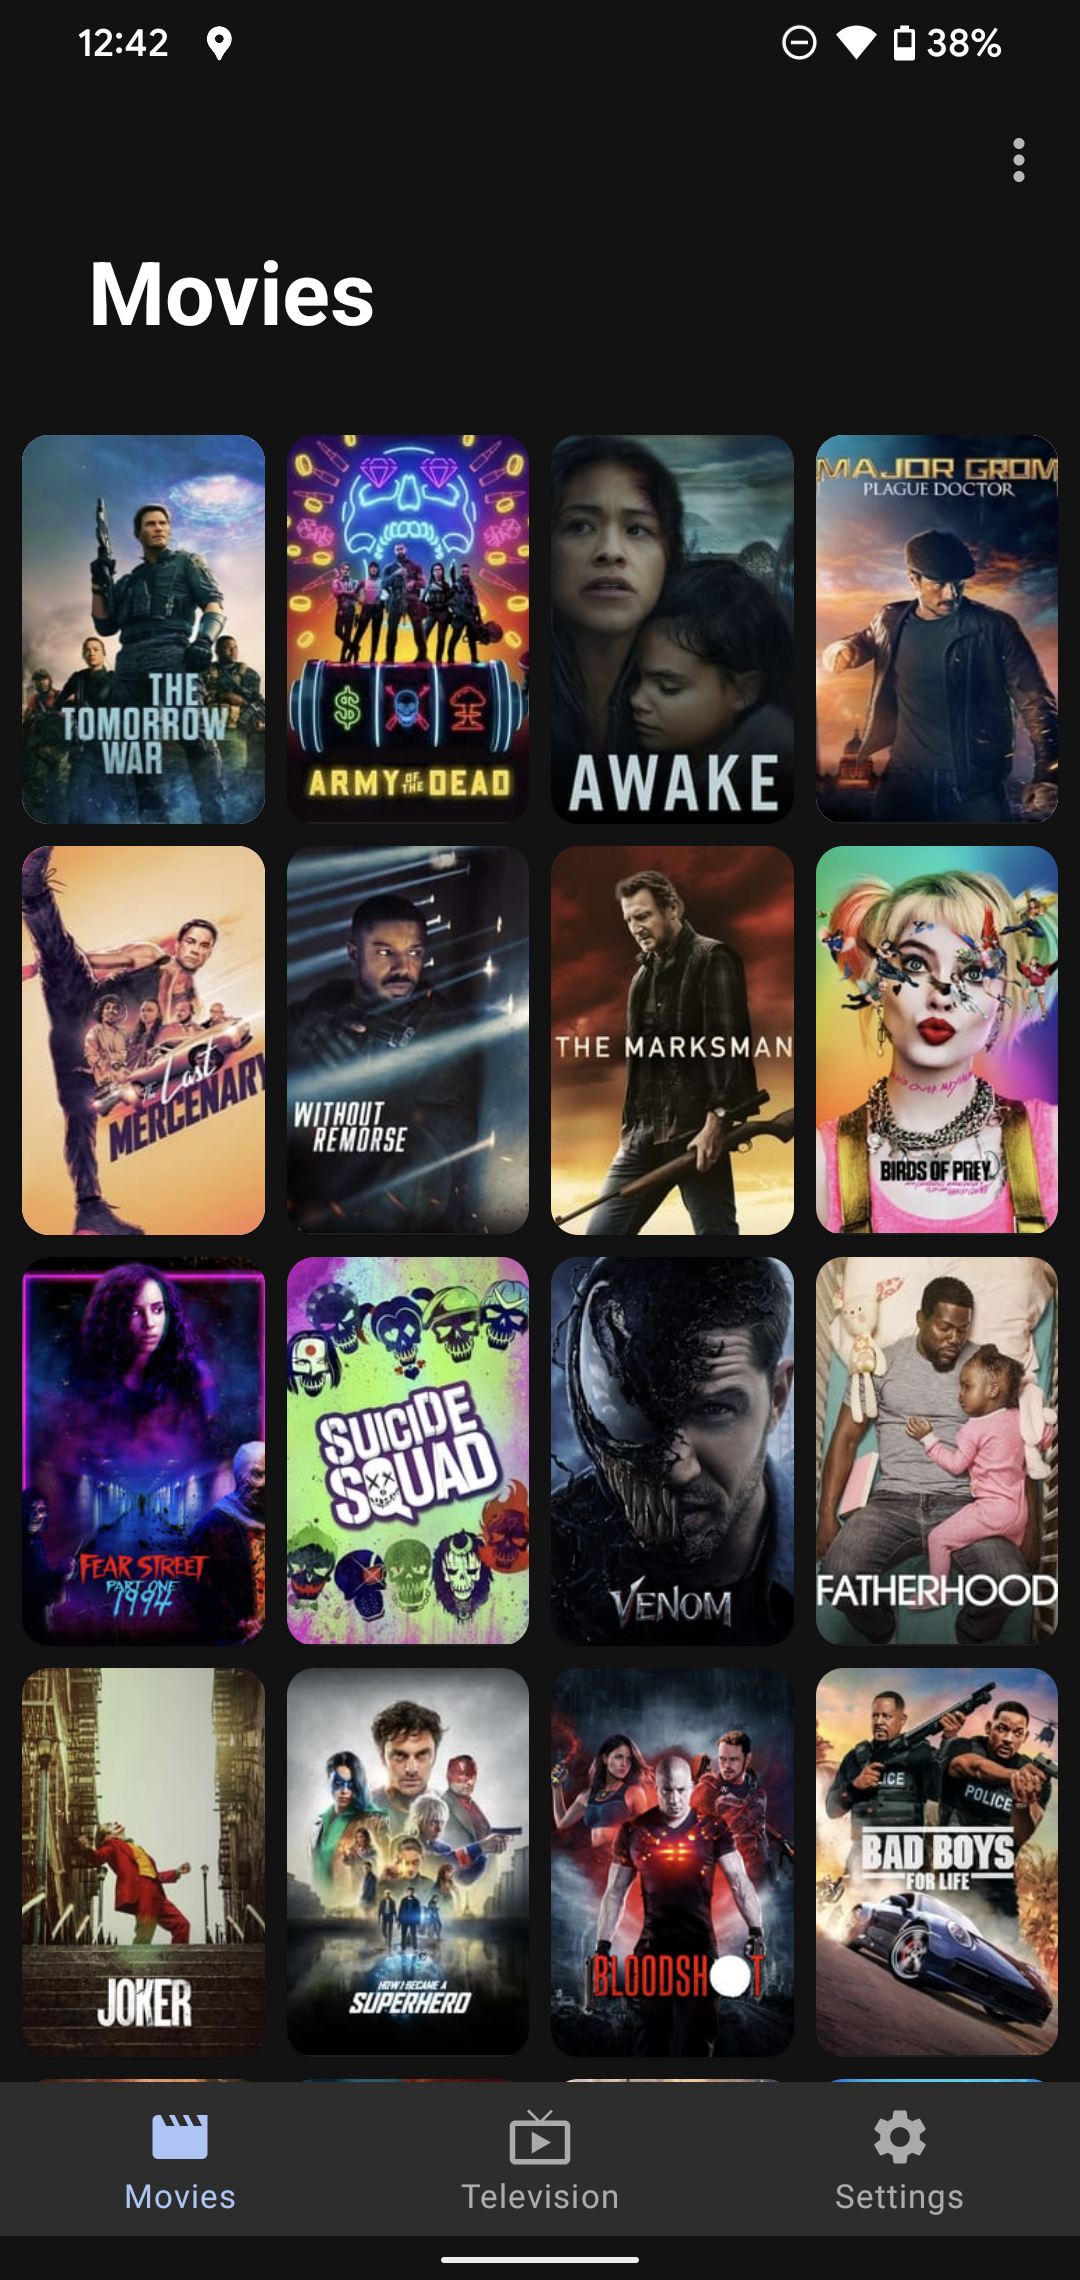 12:42
38%
Movies
THE
TOMORROW
WAR
ARMY OF THE DEAD
AWAKE
MAJOR GROM
PLAGUE DOCTOR
The Last
MERCENARY
WITHOUT
REMORSE
THE MARKSMAN
BIRDS OF PREY
FEAR STREET
PART ONE
1994
SUICIDE
SQUAD
VENOM
FATHERHOOD
JOKER
HOW I BECAME A
SUPERHERO
BLOODSHOT
POLICE
BAD BOYS
FOR LIFE
Movies
Television
Settings